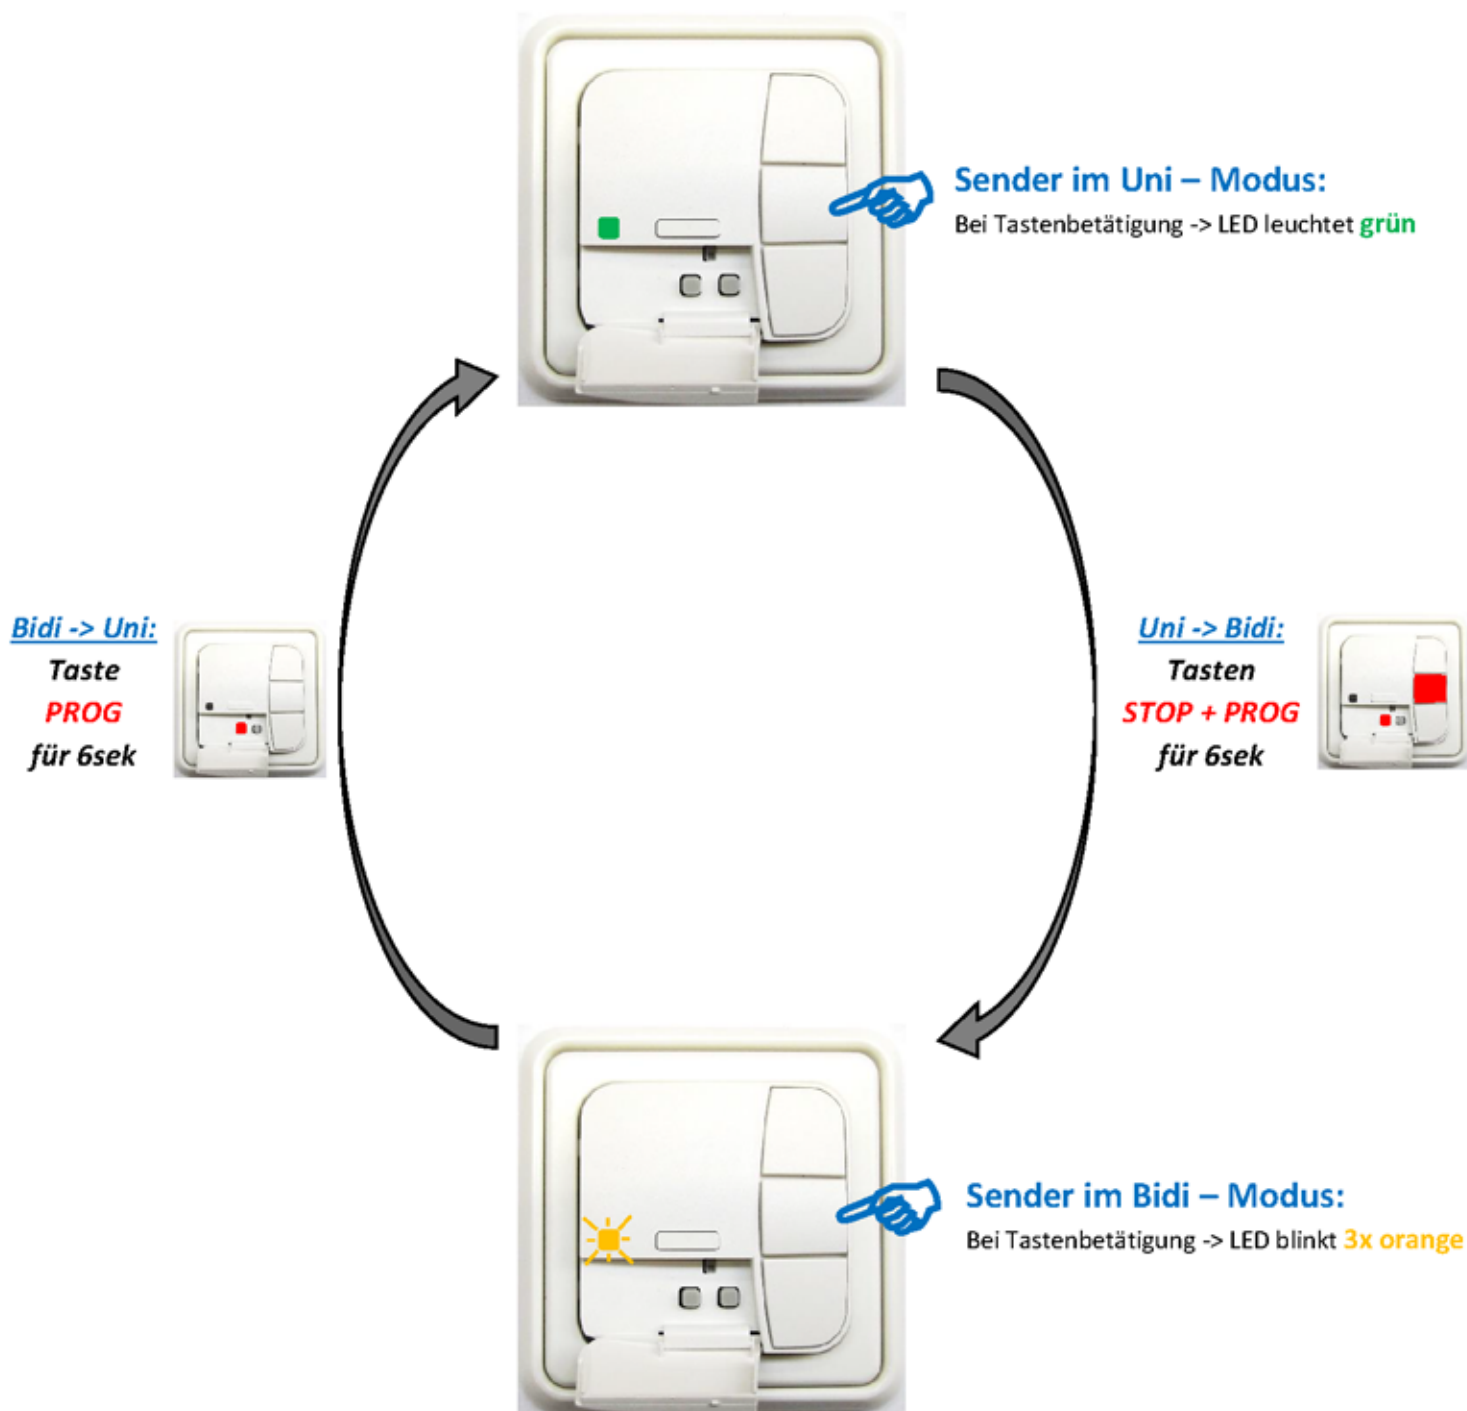 Sender im Uni – Modus:
Bei Tastenbetätigung -> LED leuchtet grün
Bidi -> Uni:
Taste
PROG
für 6sek
Uni -> Bidi:
Tasten
STOP + PROG
für 6sek
Sender im Bidi – Modus:
Bei Tastenbetätigung -> LED blinkt 3x orange